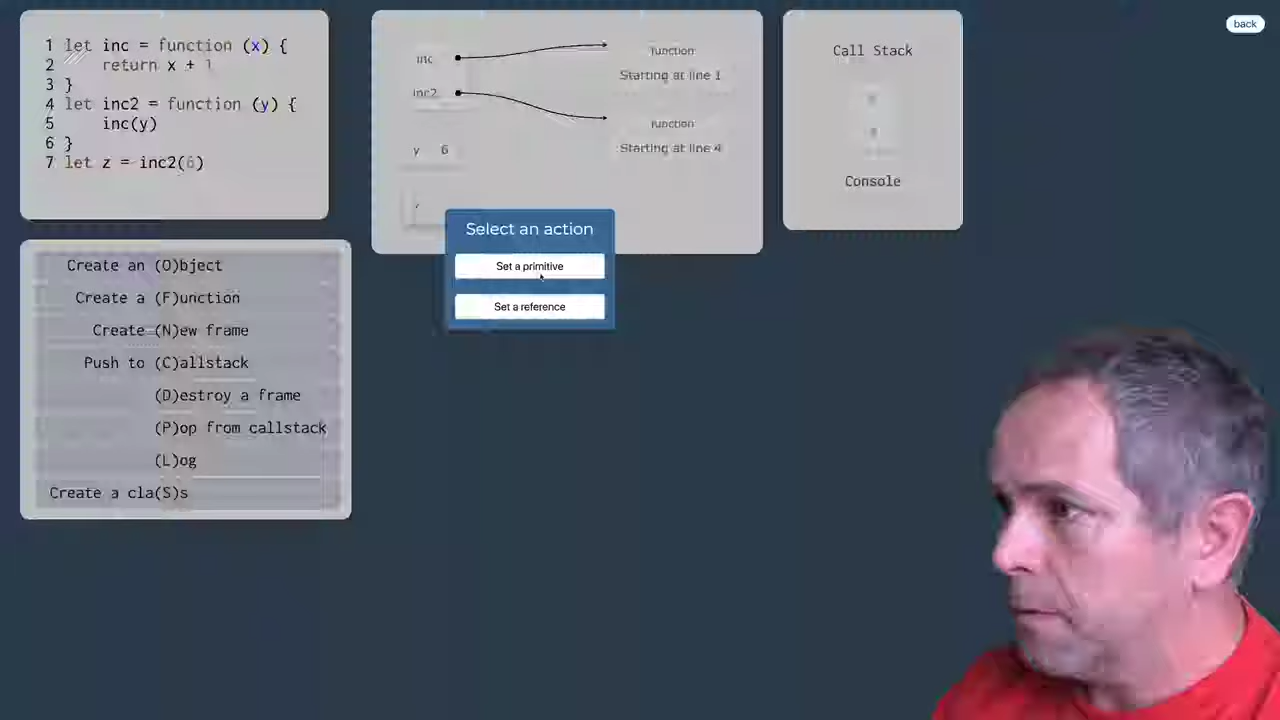 back
1 let inc = function (x) {
2 return x + 1
3 }
4 let inc2 = function (y) {
5 inc(y)
6 }
7 let z = inc2(6)
inc
inc2
y 6
function
Starting at line 1
function
Starting at line 4
Call Stack
Console
Select an action
Set a primitive
Set a reference
Create an (O)bject
Create a (F)unction
Create (N)ew frame
Push to (C)allstack
(D)estroy a frame
(P)op from callstack
(L)og
Create a cla(S)s